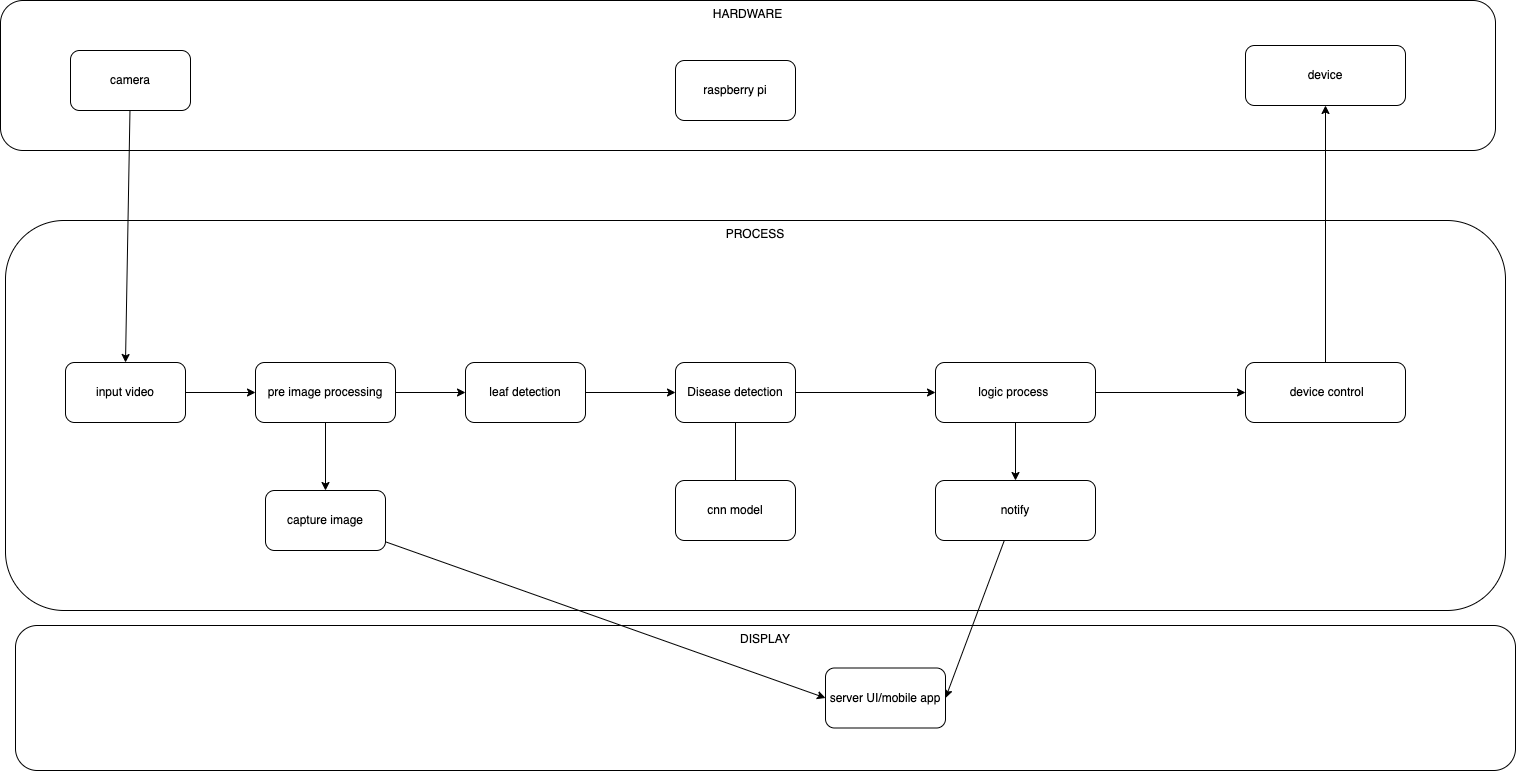 HARDWARE
camera
raspberry pi
device
PROCESS
input video
pre image processing
leaf detection
Disease detection
logic process
device control
capture image
cnn model
notify
DISPLAY
server UI/mobile app